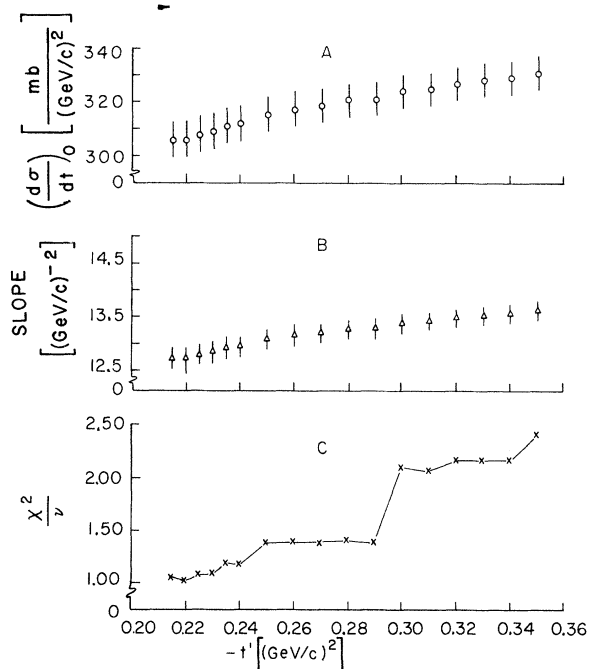 A
(dσ/dt)₀ [mb/(GeV/c)²]
340
320
300
0
B
SLOPE
[(GeV/c)⁻²]
14.5
13.5
12.5
0
C
χ²/ν
2.50
2.00
1.50
1.00
0
0.20 0.22 0.24 0.26 0.28 0.30 0.32 0.34 0.36
-t' [(GeV/c)²]